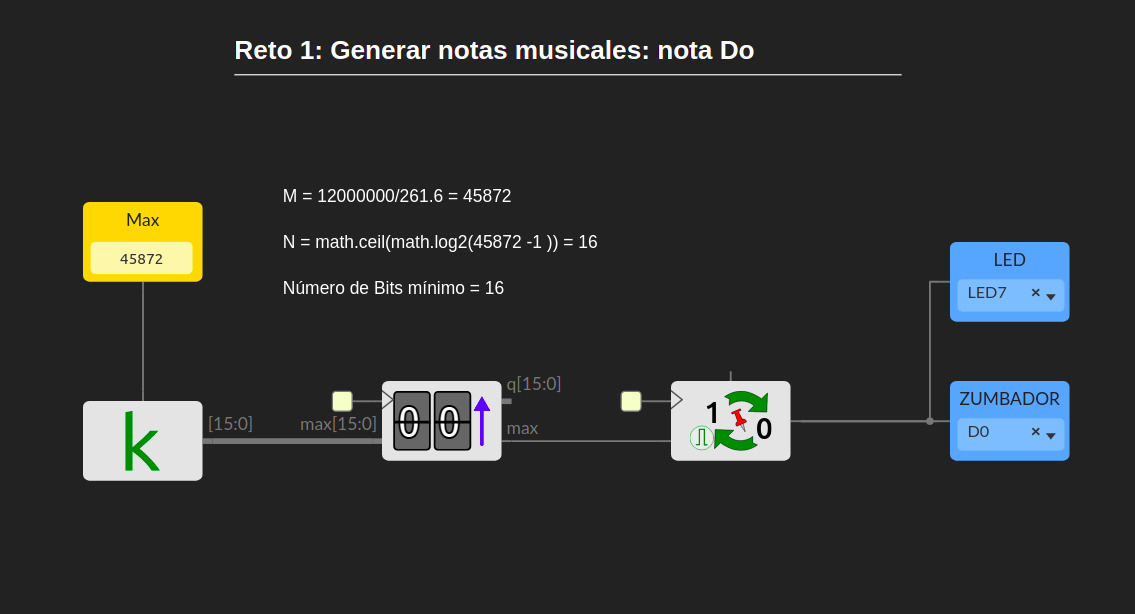 Reto 1: Generar notas musicales: nota Do
M = 12000000/261.6 = 45872
Max
N = math.ceil(math.log2(45872 -1 )) = 16
45872
LED
Número de Bits mínimo = 16
LED7 ×
q[15:0]
ZUMBADOR
k
[15:0]
max[15:0]
00
max
1
0
D0 ×